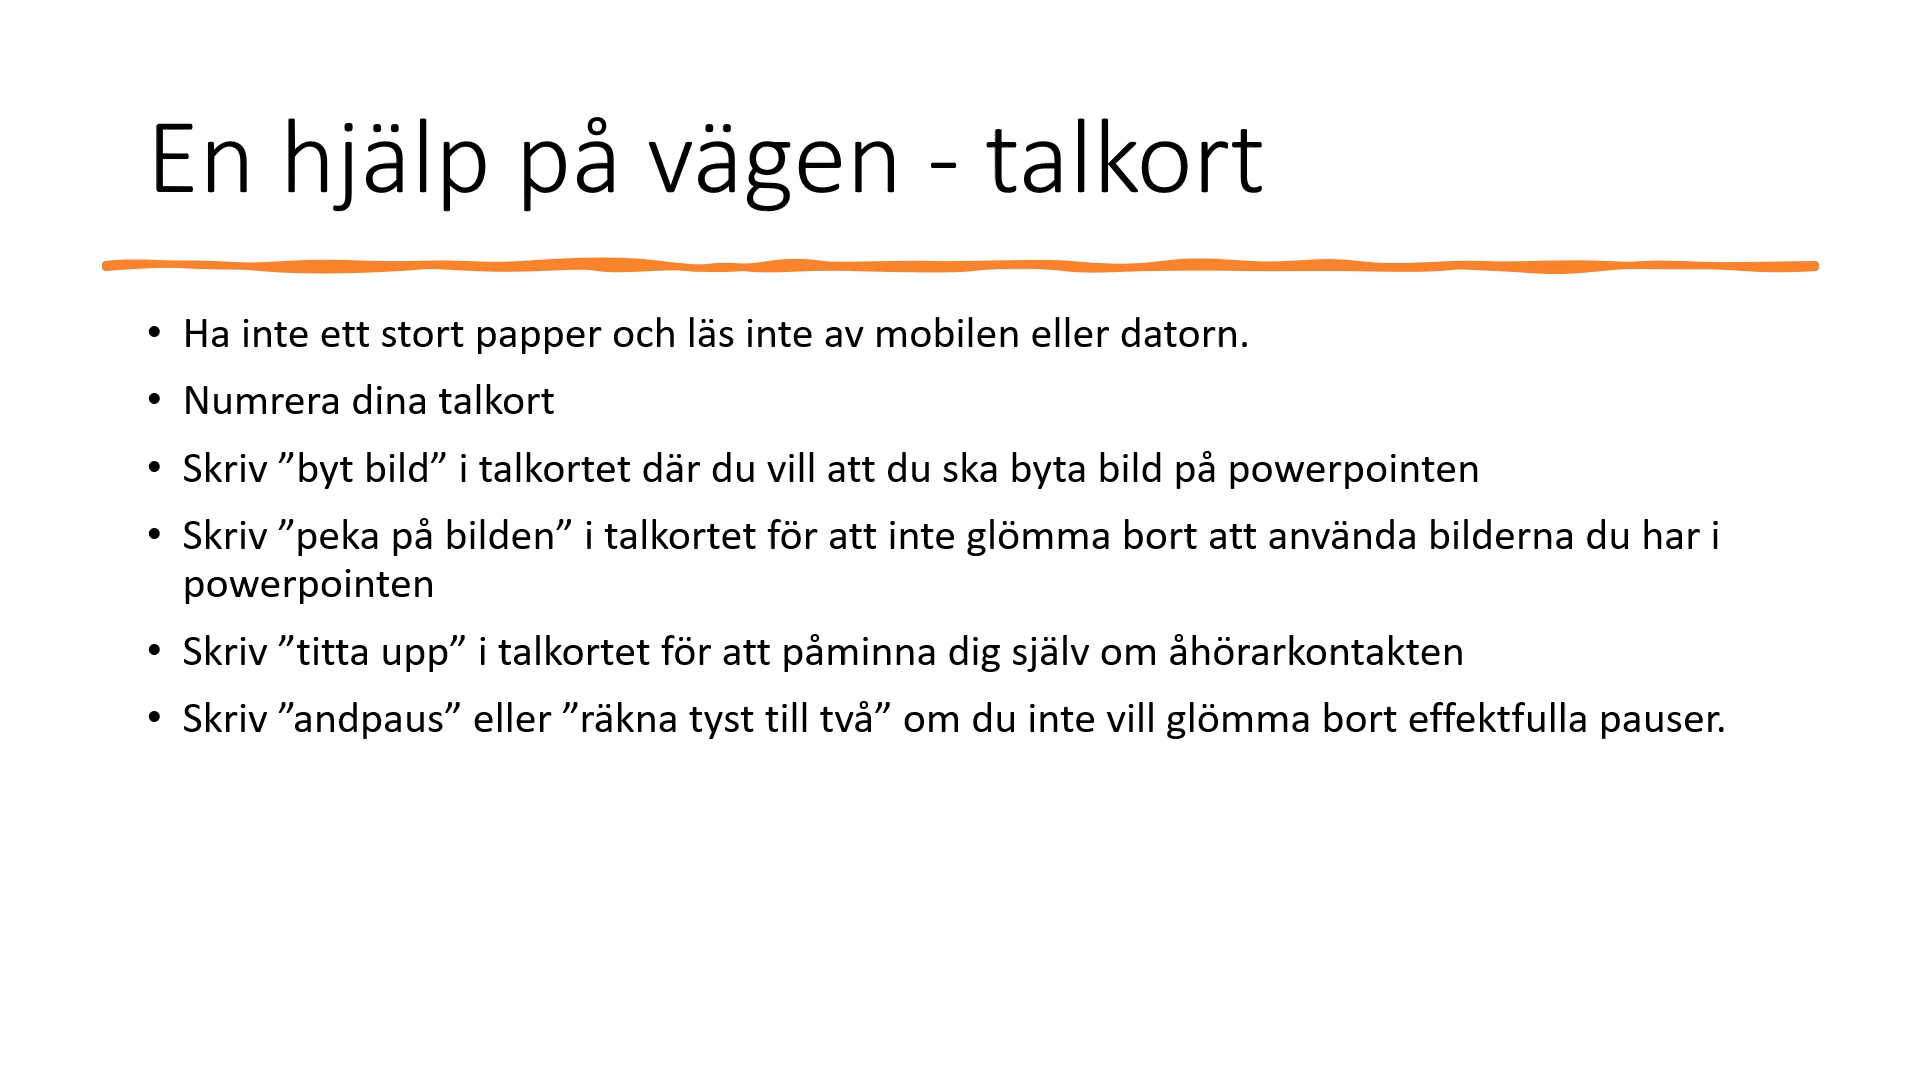 En hjälp på vägen - talkort
• Ha inte ett stort papper och läs inte av mobilen eller datorn.
• Numrera dina talkort
• Skriv ”byt bild” i talkortet där du vill att du ska byta bild på powerpointen
• Skriv ”peka på bilden” i talkortet för att inte glömma bort att använda bilderna du har i
powerpointen
• Skriv ”titta upp” i talkortet för att påminna dig själv om åhörarkontakten
• Skriv ”andpaus” eller ”räkna tyst till två” om du inte vill glömma bort effektfulla pauser.